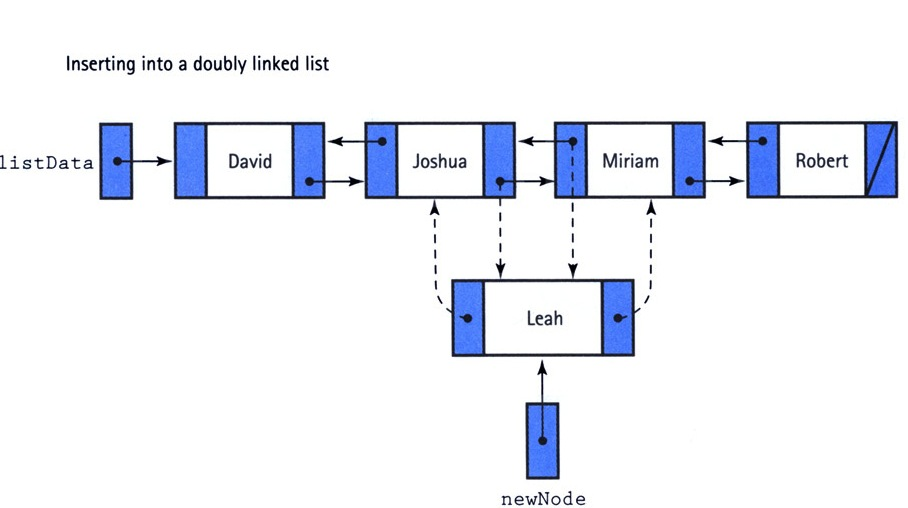 Inserting into a doubly linked list
listData
David
Joshua
Miriam
Robert
Leah
newNode